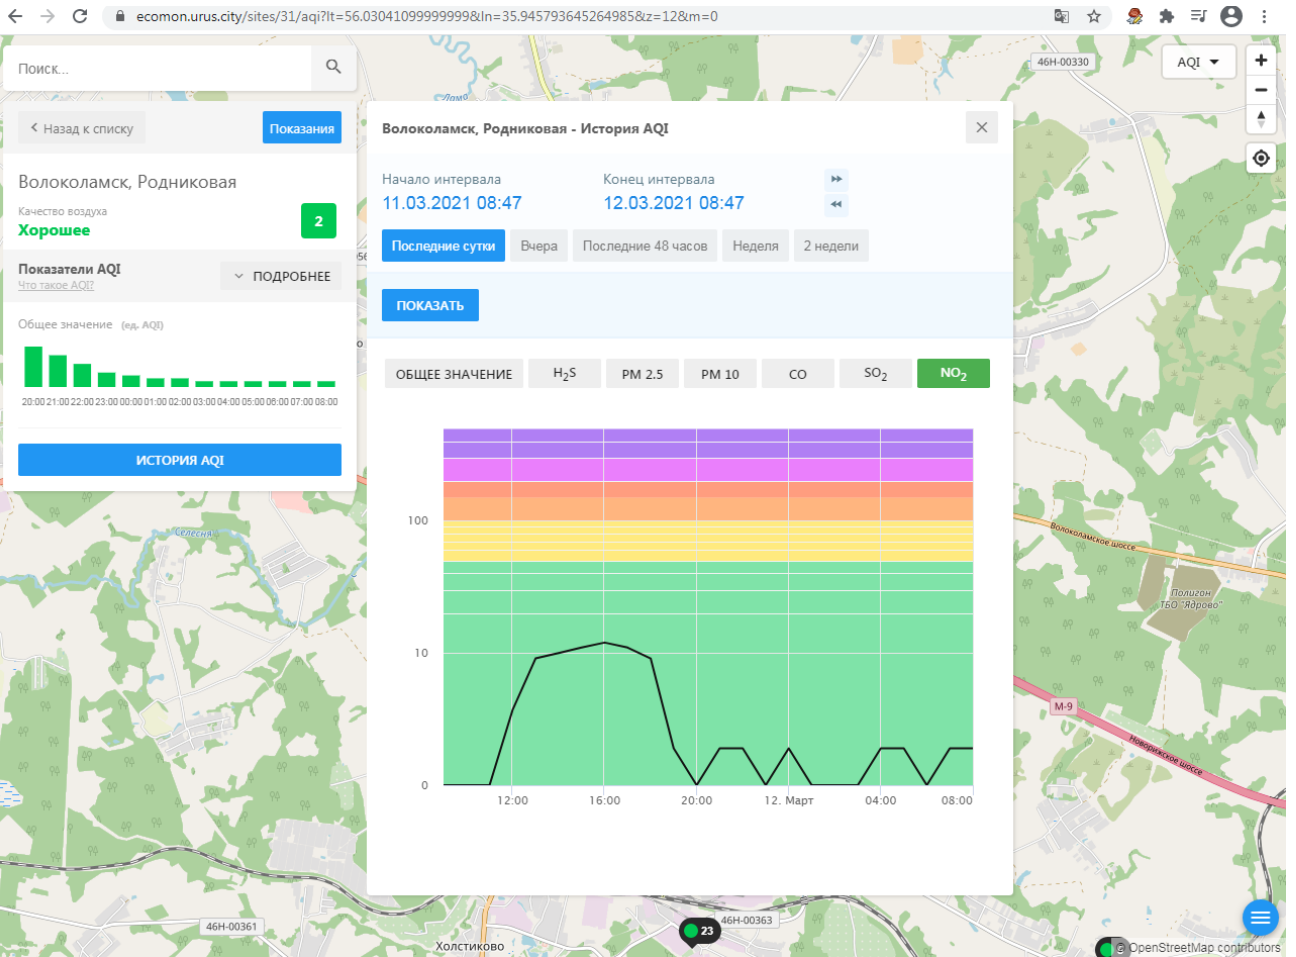 ecomon.urus.city/sites/31/aqi?lt=56.03041099999999&ln=35.945793645264985&z=12&m=0
Поиск...
46Н-00330
AQI
Ламо
Назад к списку
Показания
Волоколамск, Родниковая - История AQI
Волоколамск, Родниковая
Качество воздуха
Хорошее
2
Начало интервала
Конец интервала
11.03.2021 08:47
12.03.2021 08:47
Последние сутки
Вчера
Последние 48 часов
Неделя
2 недели
Показатели AQI
Что такое AQI?
ПОДРОБНЕЕ
ПОКАЗАТЬ
Общее значение (ед. AQI)
20:00 21:00 22:00 23:00 00:00 01:00 02:00 03:00 04:00 05:00 06:00 07:00 08:00
ИСТОРИЯ AQI
ОБЩЕЕ ЗНАЧЕНИЕ
H₂S
PM 2.5
PM 10
CO
SO₂
NO₂
100
10
0
12:00
16:00
20:00
12. Март
04:00
08:00
Селесня
Волоколамское шоссе
Полигон
ТБО "Ядрово"
М-9
Новорижское шоссе
46Н-00361
46Н-00363
23
Холстиково
© OpenStreetMap contributors